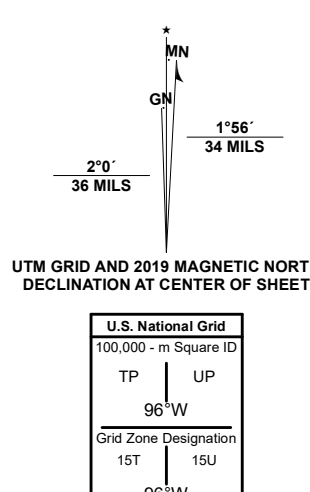 ★
MN
GN
1°56´
34 MILS
2°0´
36 MILS
UTM GRID AND 2019 MAGNETIC NORT
DECLINATION AT CENTER OF SHEET
U.S. National Grid
100,000 - m Square ID
TP UP
96°W
Grid Zone Designation
15T 15U
96°W